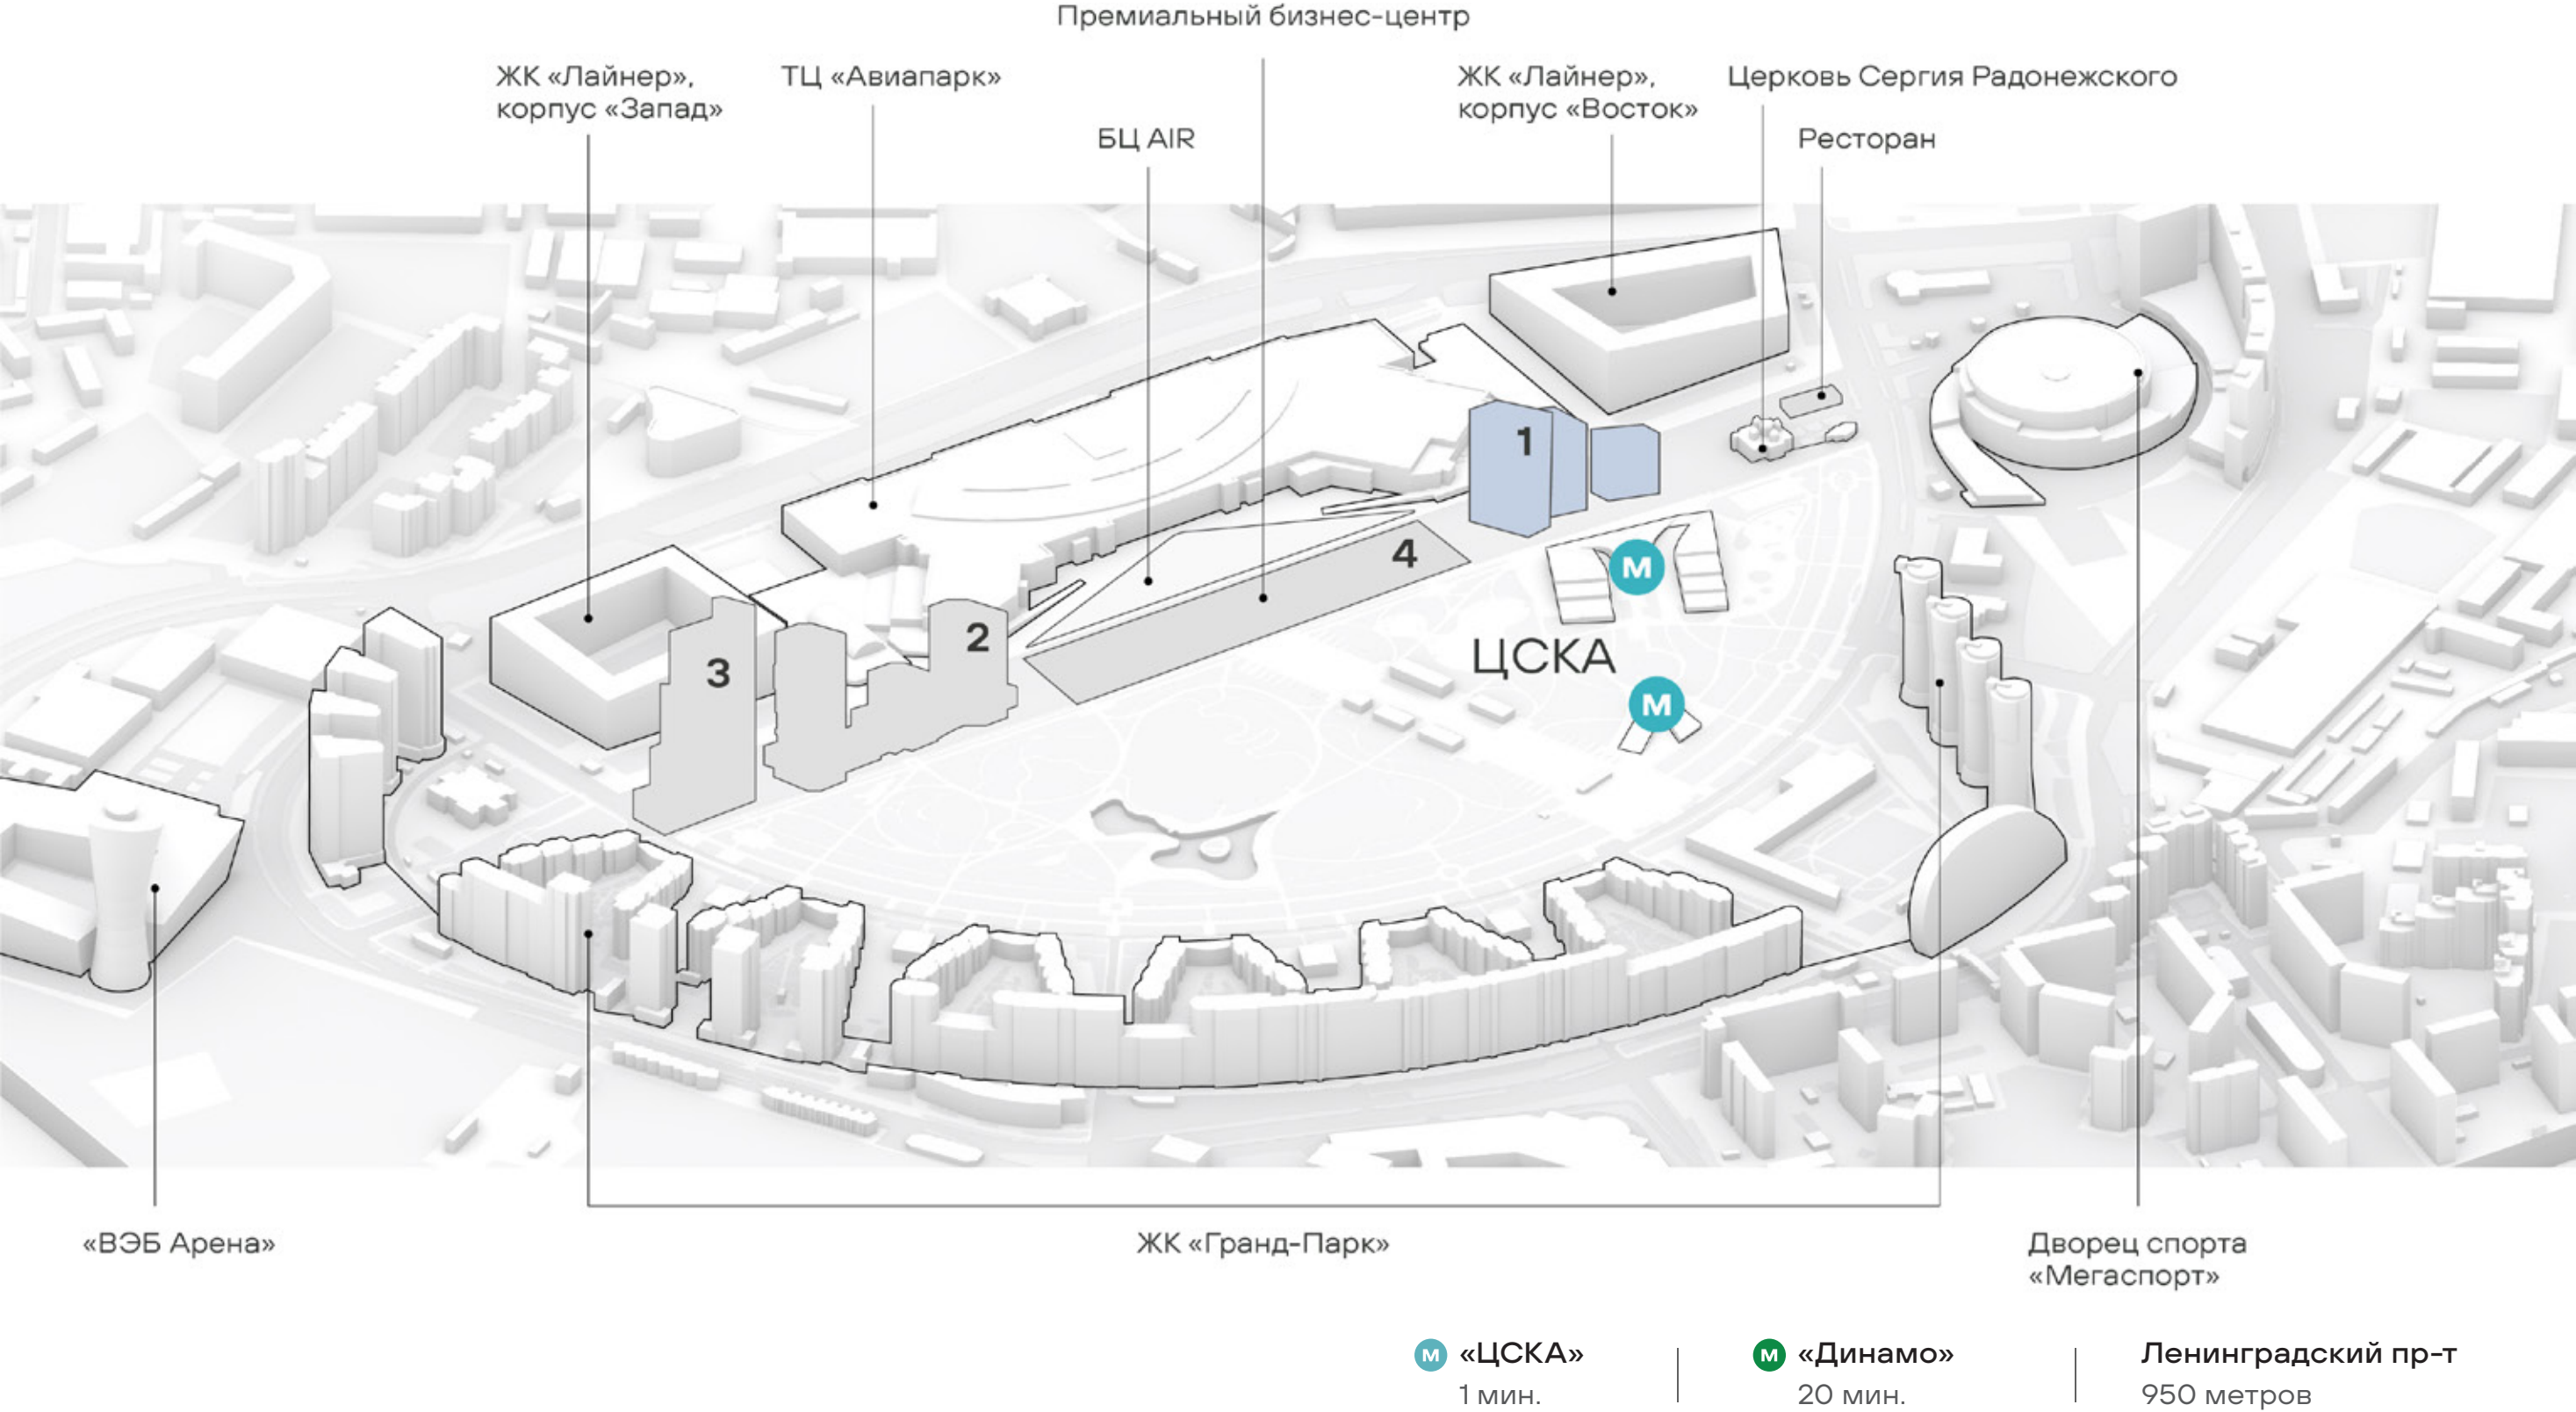 Премиальный бизнес-центр
ЖК «Лайнер»,
корпус «Запад»
ТЦ «Авиапарк»
БЦ AIR
ЖК «Лайнер»,
корпус «Восток»
Церковь Сергия Радонежского
Ресторан
1
4
М
2
ЦСКА
3
М
«ВЭБ Арена»
ЖК «Гранд-Парк»
Дворец спорта
«Мегаспорт»
М «ЦСКА»
1 мин.
М «Динамо»
20 мин.
Ленинградский пр-т
950 метров